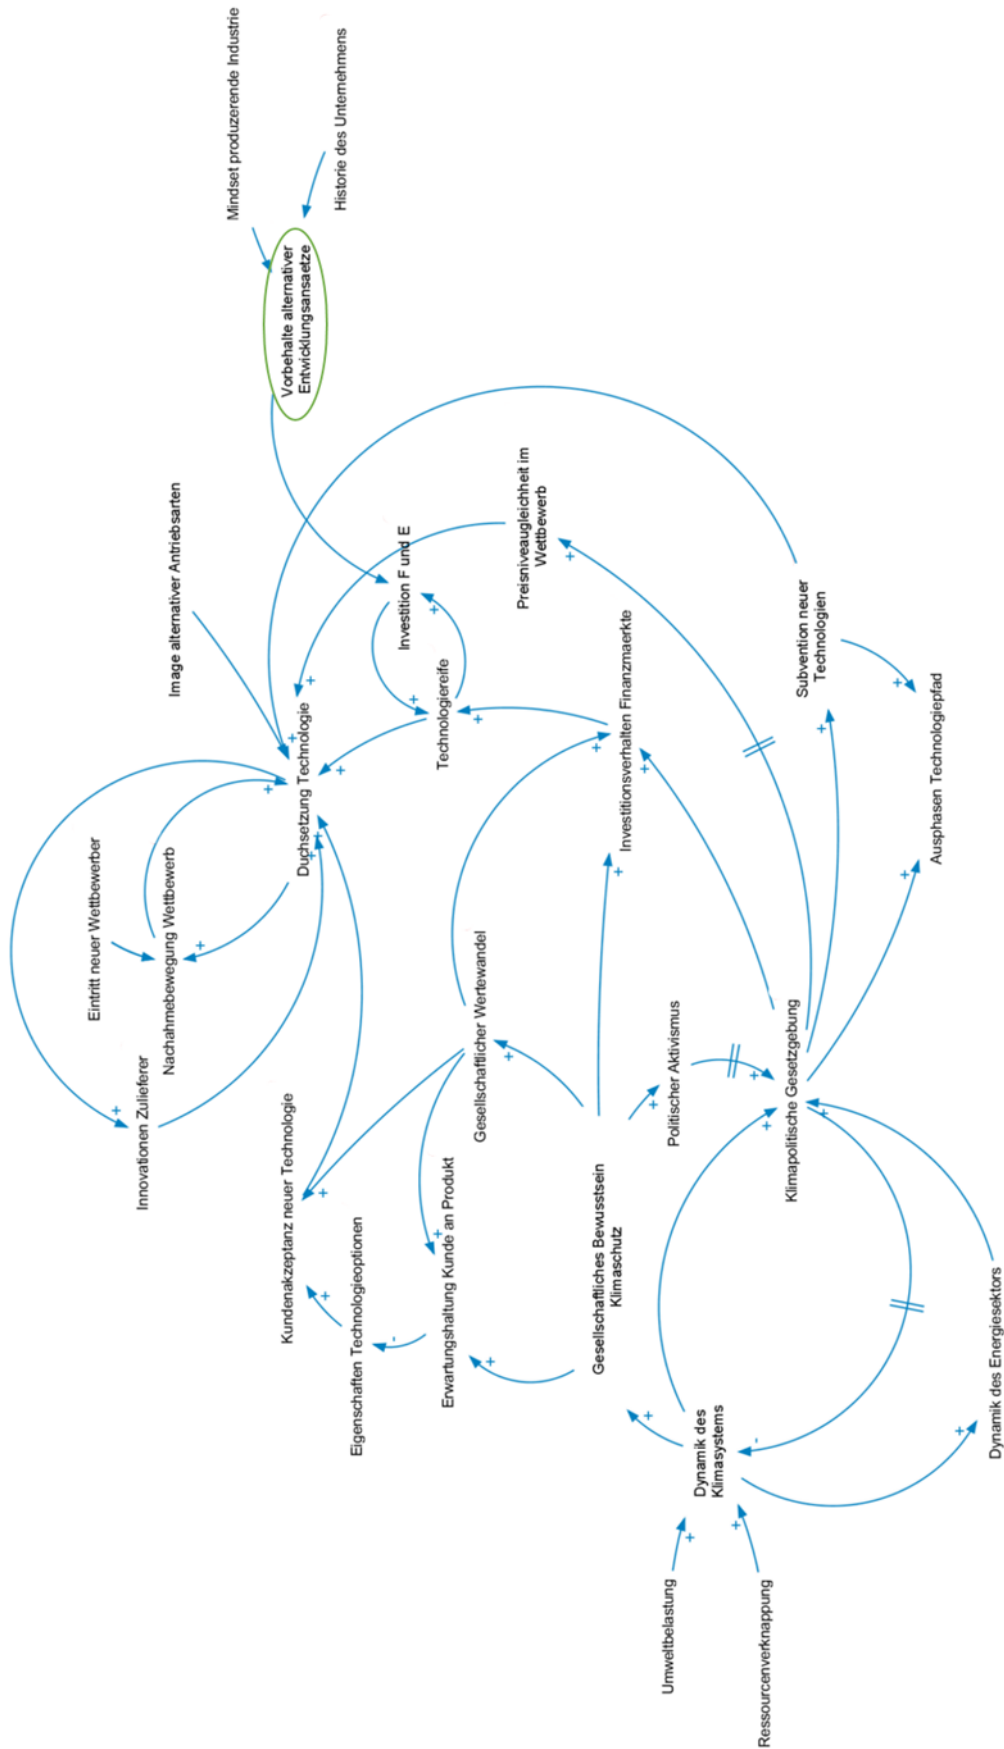 Mindset produzerende Industrie
Historie des Unternehmens
Vorbehalte alternativer
Entwicklungsansaetze
Image alternativer Antriebsarten
Investition F und E
Preisniveaugleichheit im
Wettbewerb
Duchsetzung Technologie
Technologiereife
Investitionsverhalten Finanzmaerkte
Subvention neuer
Technologien
Ausphasen Technologiepfad
Eintritt neuer Wettbewerber
Nachahmebewegung Wettbewerb
Innovationen Zulieferer
Kundenakzeptanz neuer Technologie
Eigenschaften Technologieoptionen
Erwartungshaltung Kunde an Produkt
Gesellschaftlicher Wertewandel
Gesellschaftliches Bewusstsein
Klimaschutz
Politischer Aktivismus
Klimapolitische Gesetzgebung
Dynamik des
Klimasystems
Dynamik des Energiesektors
Umweltbelastung
Ressourcenverknappung